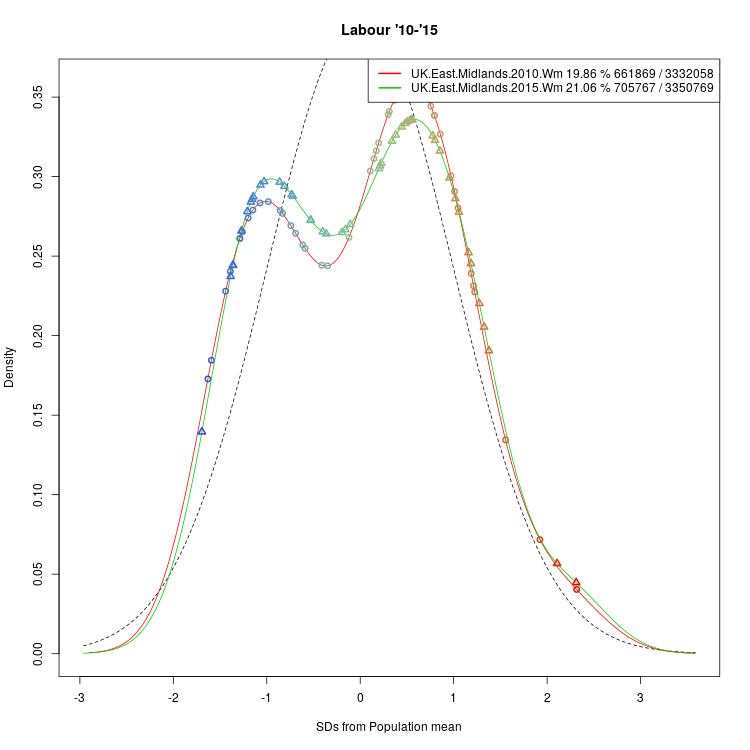 Labour '10-'15
UK.East.Midlands.2010.Wm 19.86 % 661869 / 3332058
UK.East.Midlands.2015.Wm 21.06 % 705767 / 3350769
Density
0.35
0.30
0.25
0.20
0.15
0.10
0.05
0.00
-3 -2 -1 0 1 2 3
SDs from Population mean